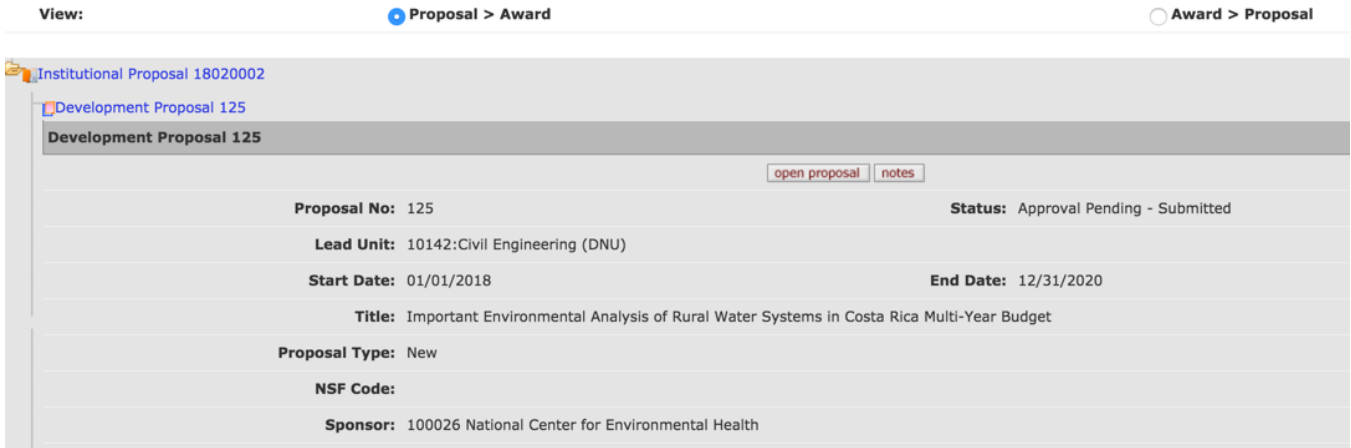 View: Proposal > Award Award > Proposal
Institutional Proposal 18020002
Development Proposal 125
Development Proposal 125
open proposal notes
Proposal No: 125 Status: Approval Pending - Submitted
Lead Unit: 10142:Civil Engineering (DNU)
Start Date: 01/01/2018 End Date: 12/31/2020
Title: Important Environmental Analysis of Rural Water Systems in Costa Rica Multi-Year Budget
Proposal Type: New
NSF Code:
Sponsor: 100026 National Center for Environmental Health